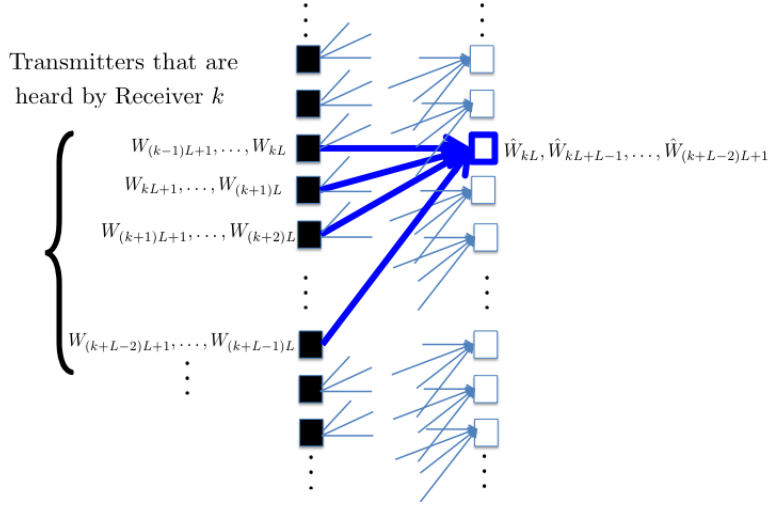 Transmitters that are
heard by Receiver k
W_{(k-1)L+1}, . . . , W_{kL}
Ŵ_{kL}, Ŵ_{kL+L-1}, . . . , Ŵ_{(k+L-2)L+1}
W_{kL+1}, . . . , W_{(k+1)L}
W_{(k+1)L+1}, . . . , W_{(k+2)L}
W_{(k+L-2)L+1}, . . . , W_{(k+L-1)L}